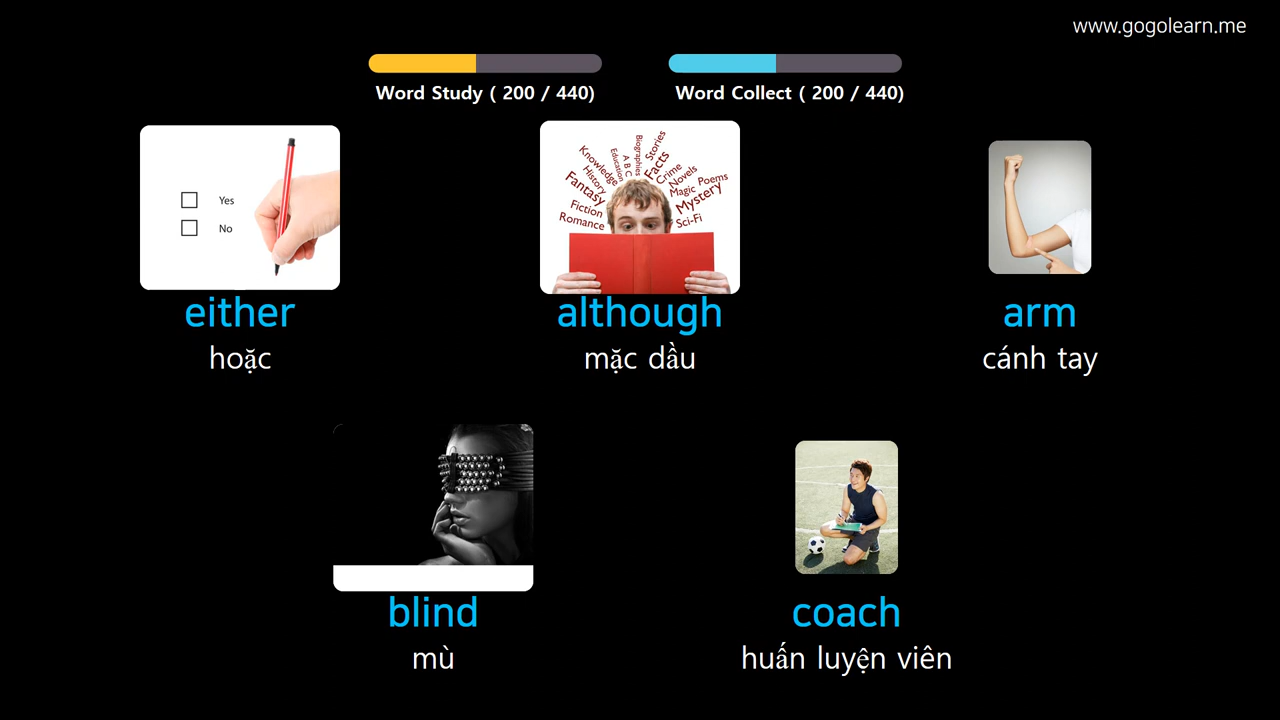 www.gogolearn.me
Word Study ( 200 / 440)
Word Collect ( 200 / 440)
Yes
No
Knowledge
History
Fantasy
Fiction
Romance
Education
A B C
Biographies
Stories
Facts
Crime
Novels
Magic
Poems
Mystery
Sci-Fi
either
although
arm
hoặc
mặc dầu
cánh tay
blind
coach
mù
huấn luyện viên